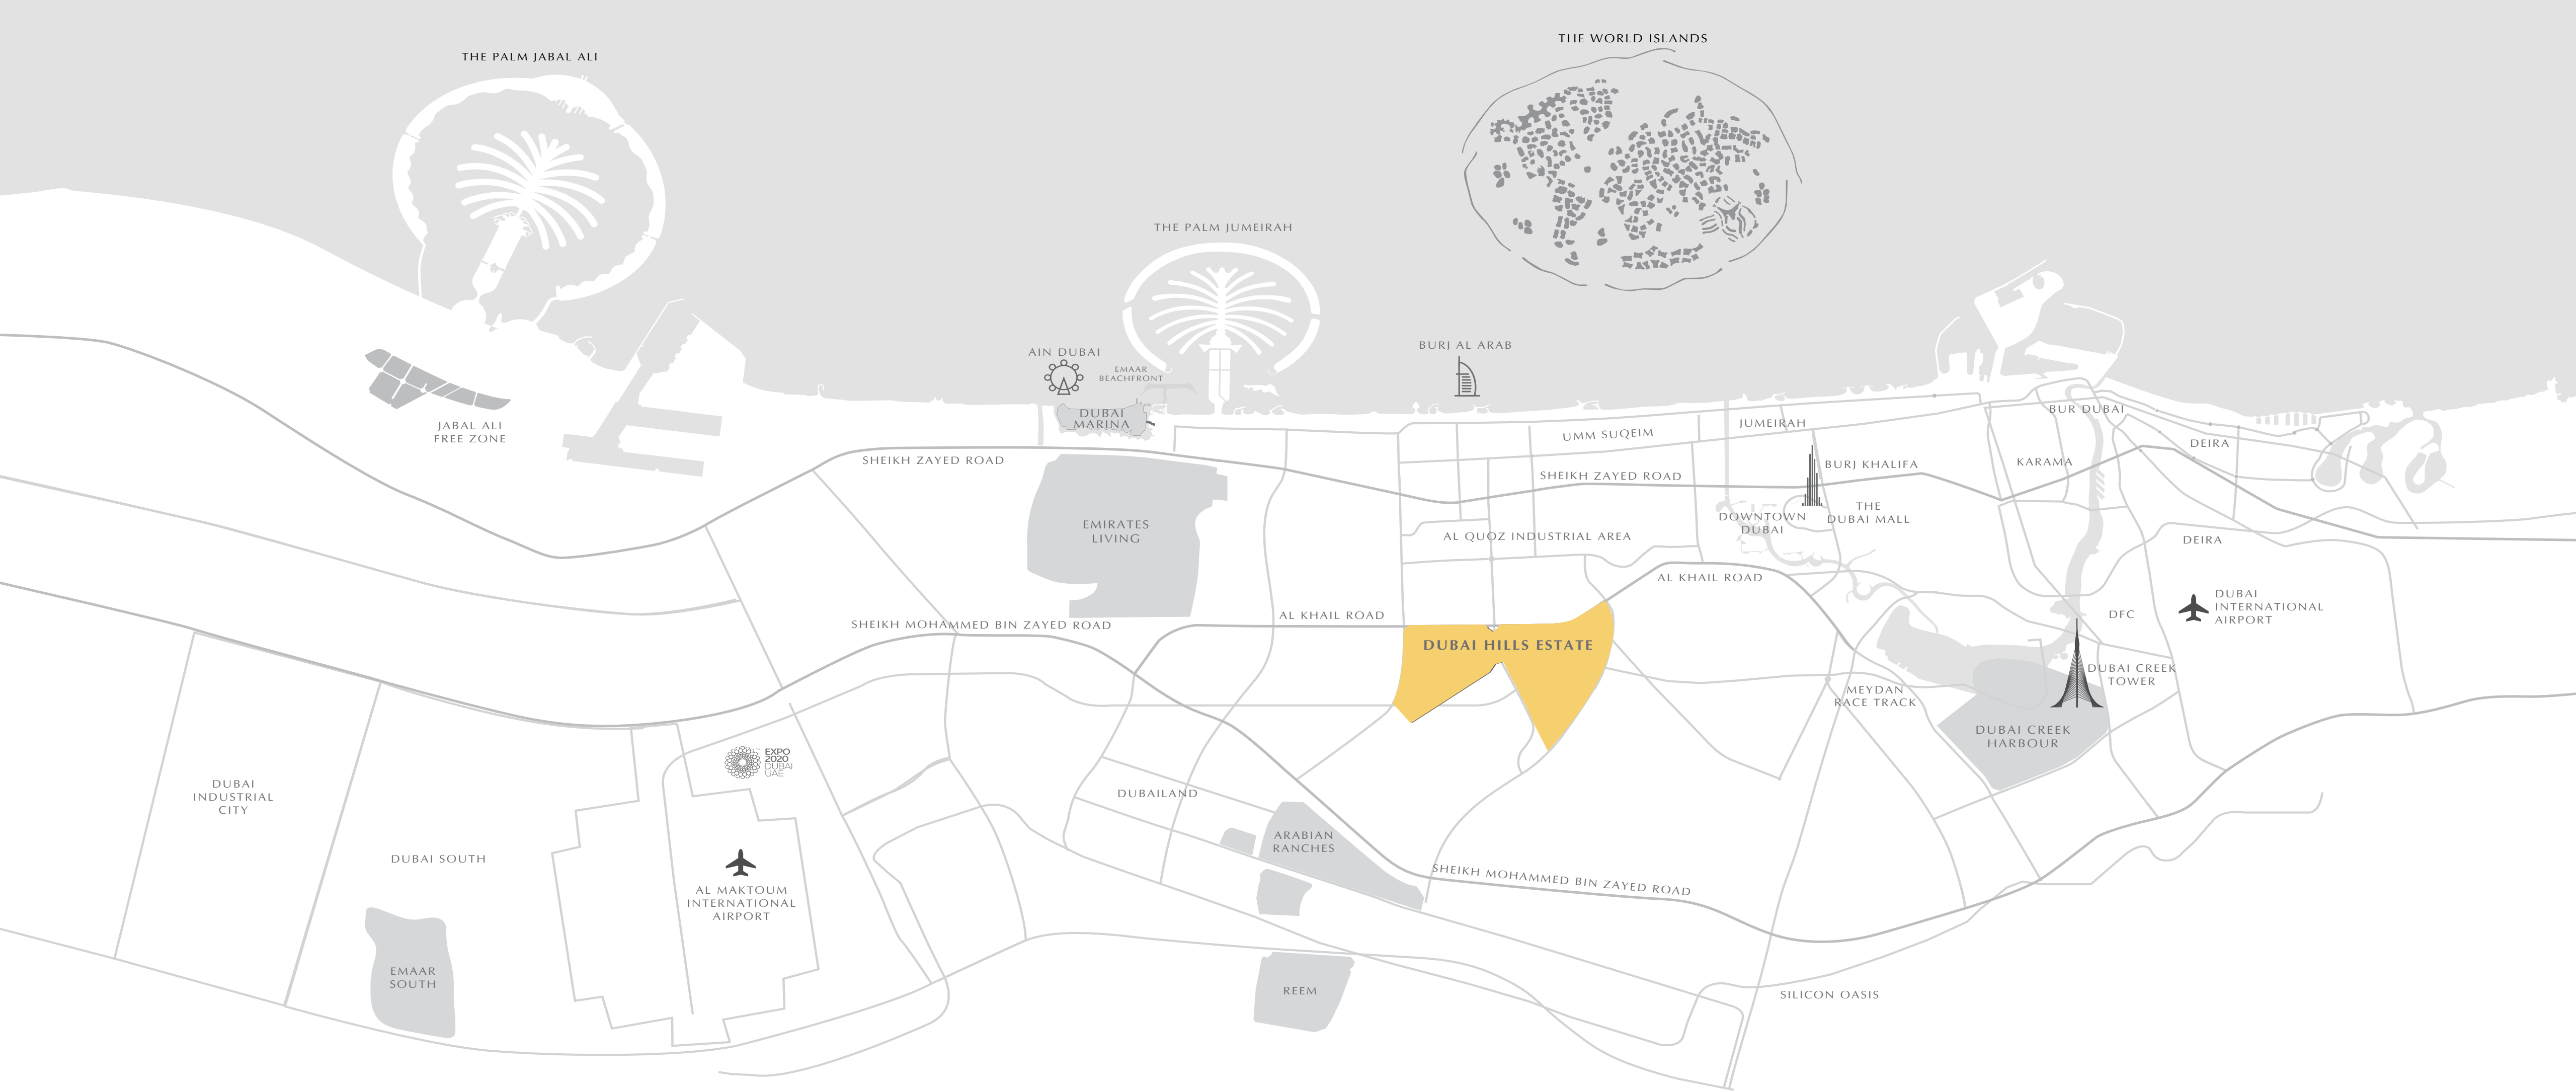 THE WORLD ISLANDS
THE PALM JABAL ALI
THE PALM JUMEIRAH
BURJ AL ARAB
AIN DUBAI
EMAAR
BEACHFRONT
DUBAI
MARINA
BUR DUBAI
JABAL ALI
FREE ZONE
JUMEIRAH
UMM SUQEIM
DEIRA
SHEIKH ZAYED ROAD
KARAMA
BURJ KHALIFA
SHEIKH ZAYED ROAD
THE
DUBAI MALL
DOWNTOWN
DUBAI
EMIRATES
LIVING
AL QUOZ INDUSTRIAL AREA
DEIRA
AL KHAIL ROAD
DUBAI
INTERNATIONAL
AIRPORT
DFC
AL KHAIL ROAD
SHEIKH MOHAMMED BIN ZAYED ROAD
DUBAI HILLS ESTATE
DUBAI CREEK
TOWER
MEYDAN
RACE TRACK
DUBAI CREEK
HARBOUR
EXPO
2020
DUBAI
UAE
DUBAI
INDUSTRIAL
CITY
DUBAILAND
ARABIAN
RANCHES
DUBAI SOUTH
SHEIKH MOHAMMED BIN ZAYED ROAD
AL MAKTOUM
INTERNATIONAL
AIRPORT
EMAAR
SOUTH
REEM
SILICON OASIS